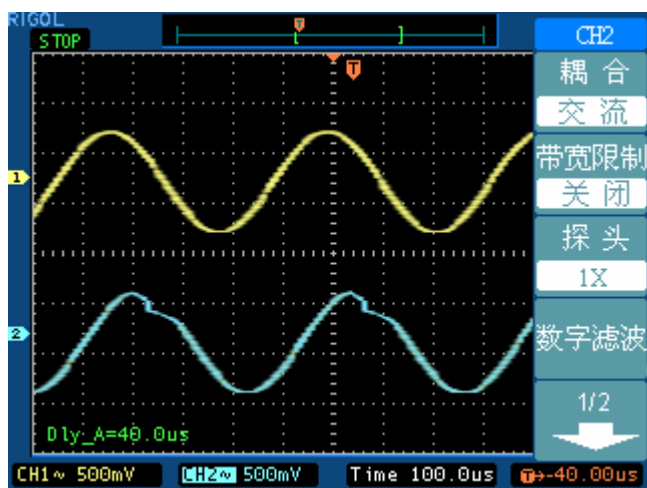 RIGOL
STOP
T
T
CH2
耦 合
交 流
带宽限制
关 闭
探 头
1X
数字滤波
1/2
1
2
Dly_A=40.0us
CH1~ 500mV
CH2~ 500mV
Time 100.0us
T→-40.00us